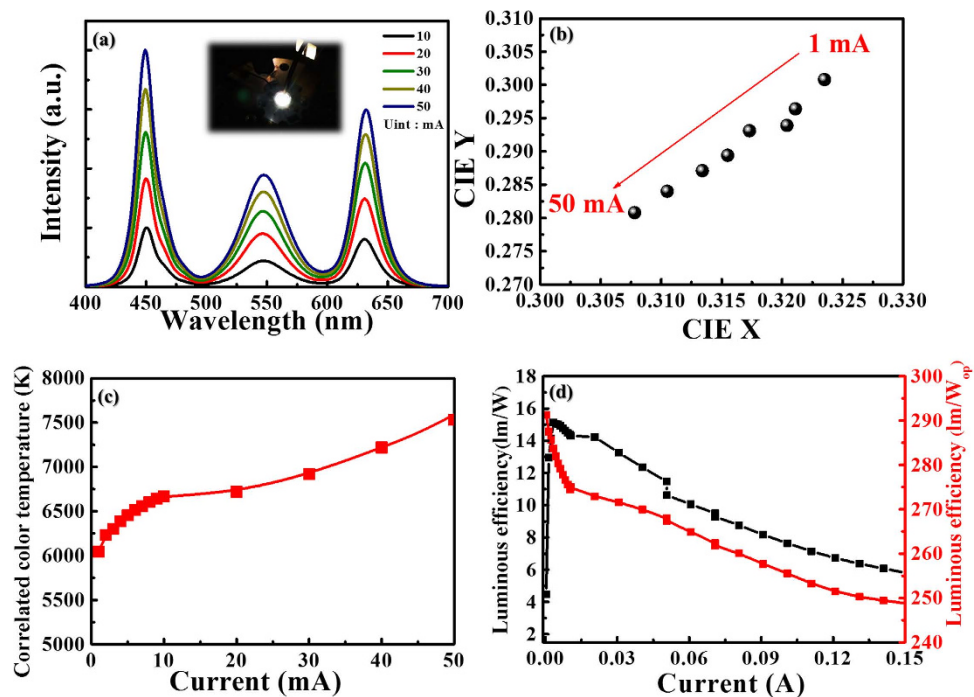 (a)
10
20
30
40
50
Uint : mA
Intensity (a.u.)
400 450 500 550 600 650 700
Wavelength (nm)
(b)
1 mA
50 mA
0.310
0.305
0.300
0.295
0.290
0.285
0.280
0.275
0.270
CIE Y
0.300 0.305 0.310 0.315 0.320 0.325 0.330
CIE X
(c)
8000
7500
7000
6500
6000
5500
5000
Correlated color temperature (K)
0 10 20 30 40 50
Current (mA)
(d)
18
16
14
12
10
8
6
4
2
Luminous efficiency(lm/W)
300
290
280
270
260
250
240
Luminous efficiency (lm/Wop)
0.00 0.03 0.06 0.09 0.12 0.15
Current (A)